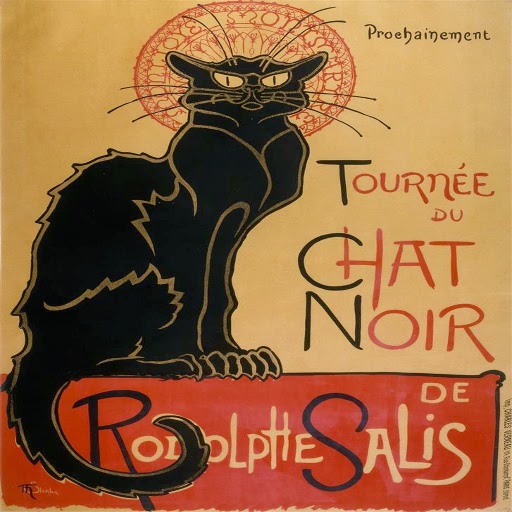 Prochainement
TOURNÉE
DU
CHAT
NOIR
DE
RODOLPHE SALIS